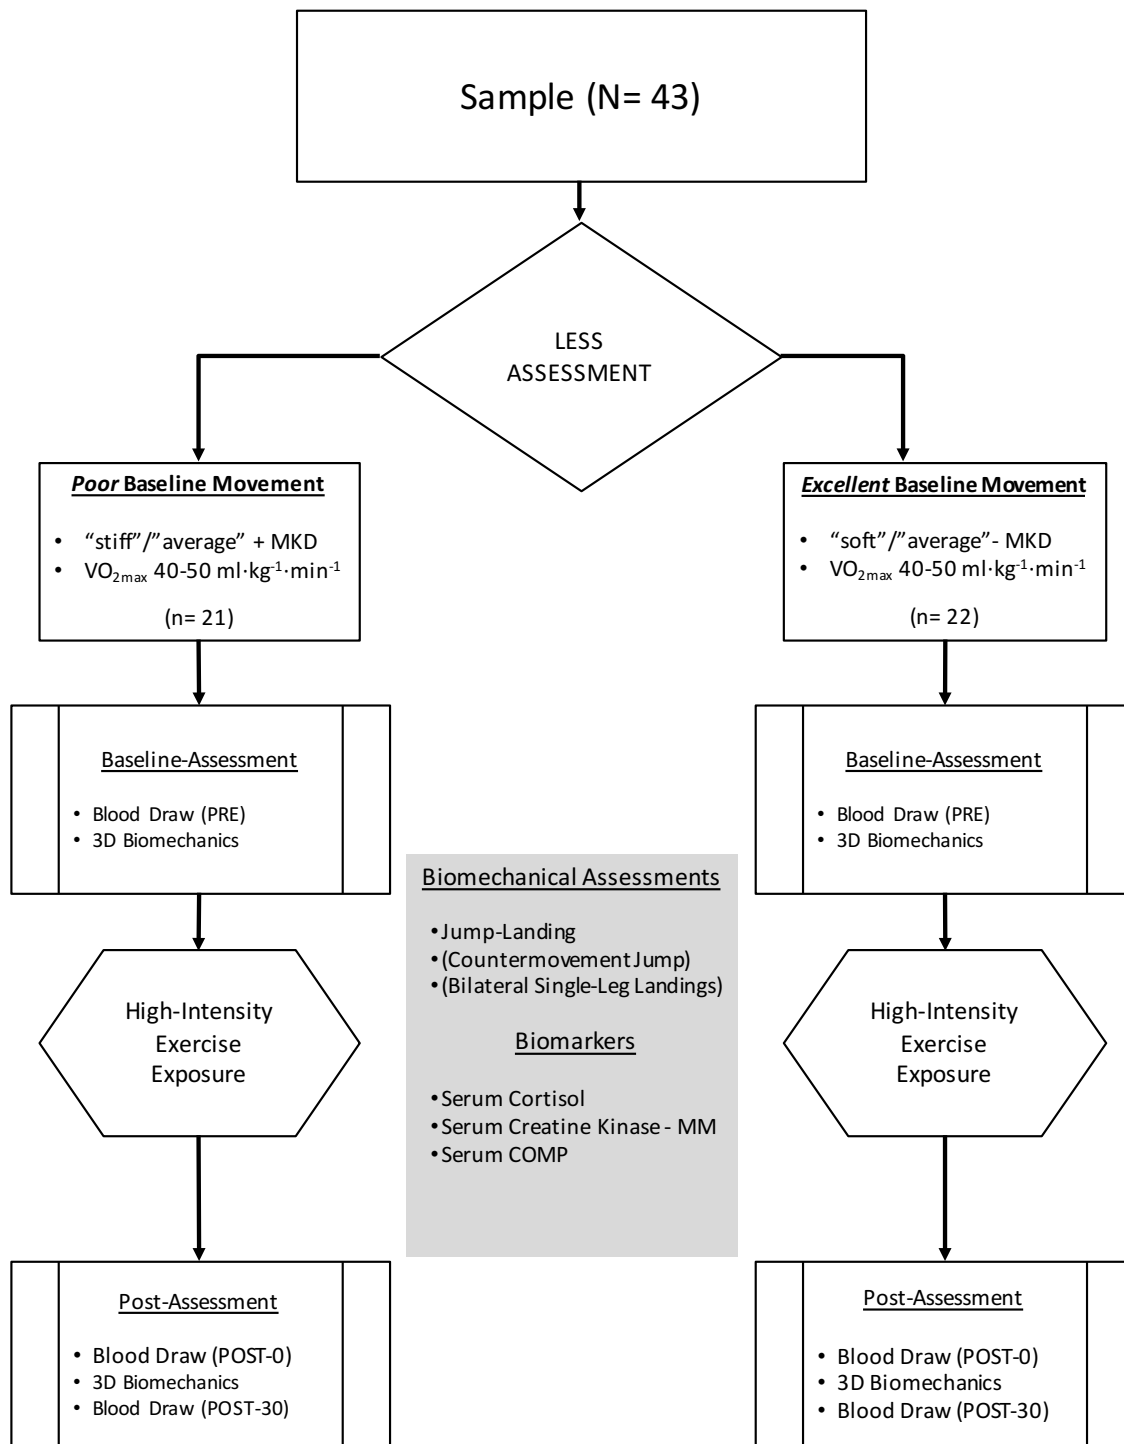 Sample (N= 43)
LESS
ASSESSMENT
Poor Baseline Movement
• “stiff”/”average” + MKD
• VO₂max 40-50 ml·kg⁻¹·min⁻¹
(n= 21)
Excellent Baseline Movement
• “soft”/”average”- MKD
• VO₂max 40-50 ml·kg⁻¹·min⁻¹
(n= 22)
Baseline-Assessment
• Blood Draw (PRE)
• 3D Biomechanics
Baseline-Assessment
• Blood Draw (PRE)
• 3D Biomechanics
Biomechanical Assessments
• Jump-Landing
• (Countermovement Jump)
• (Bilateral Single-Leg Landings)
Biomarkers
• Serum Cortisol
• Serum Creatine Kinase - MM
• Serum COMP
High-Intensity
Exercise
Exposure
High-Intensity
Exercise
Exposure
Post-Assessment
• Blood Draw (POST-0)
• 3D Biomechanics
• Blood Draw (POST-30)
Post-Assessment
• Blood Draw (POST-0)
• 3D Biomechanics
• Blood Draw (POST-30)